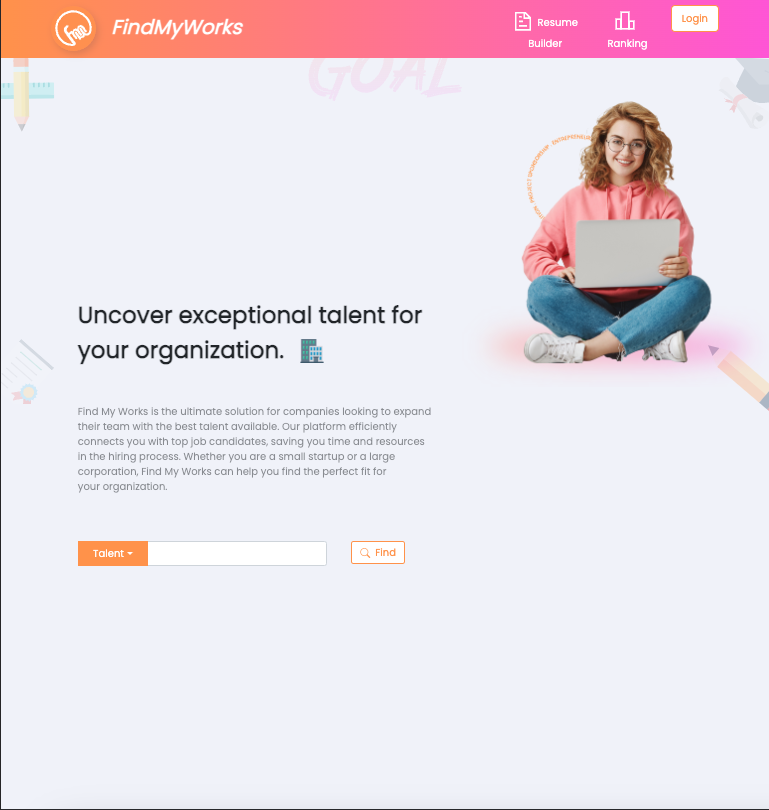 FindMyWorks
Resume
Builder
Ranking
Login
GOAL
ENTREPRENEUR
PROJECT SPONSORSHIP
Uncover exceptional talent for
your organization.
Find My Works is the ultimate solution for companies looking to expand
their team with the best talent available. Our platform efficiently
connects you with top job candidates, saving you time and resources
in the hiring process. Whether you are a small startup or a large
corporation, Find My Works can help you find the perfect fit for
your organization.
Talent
Find